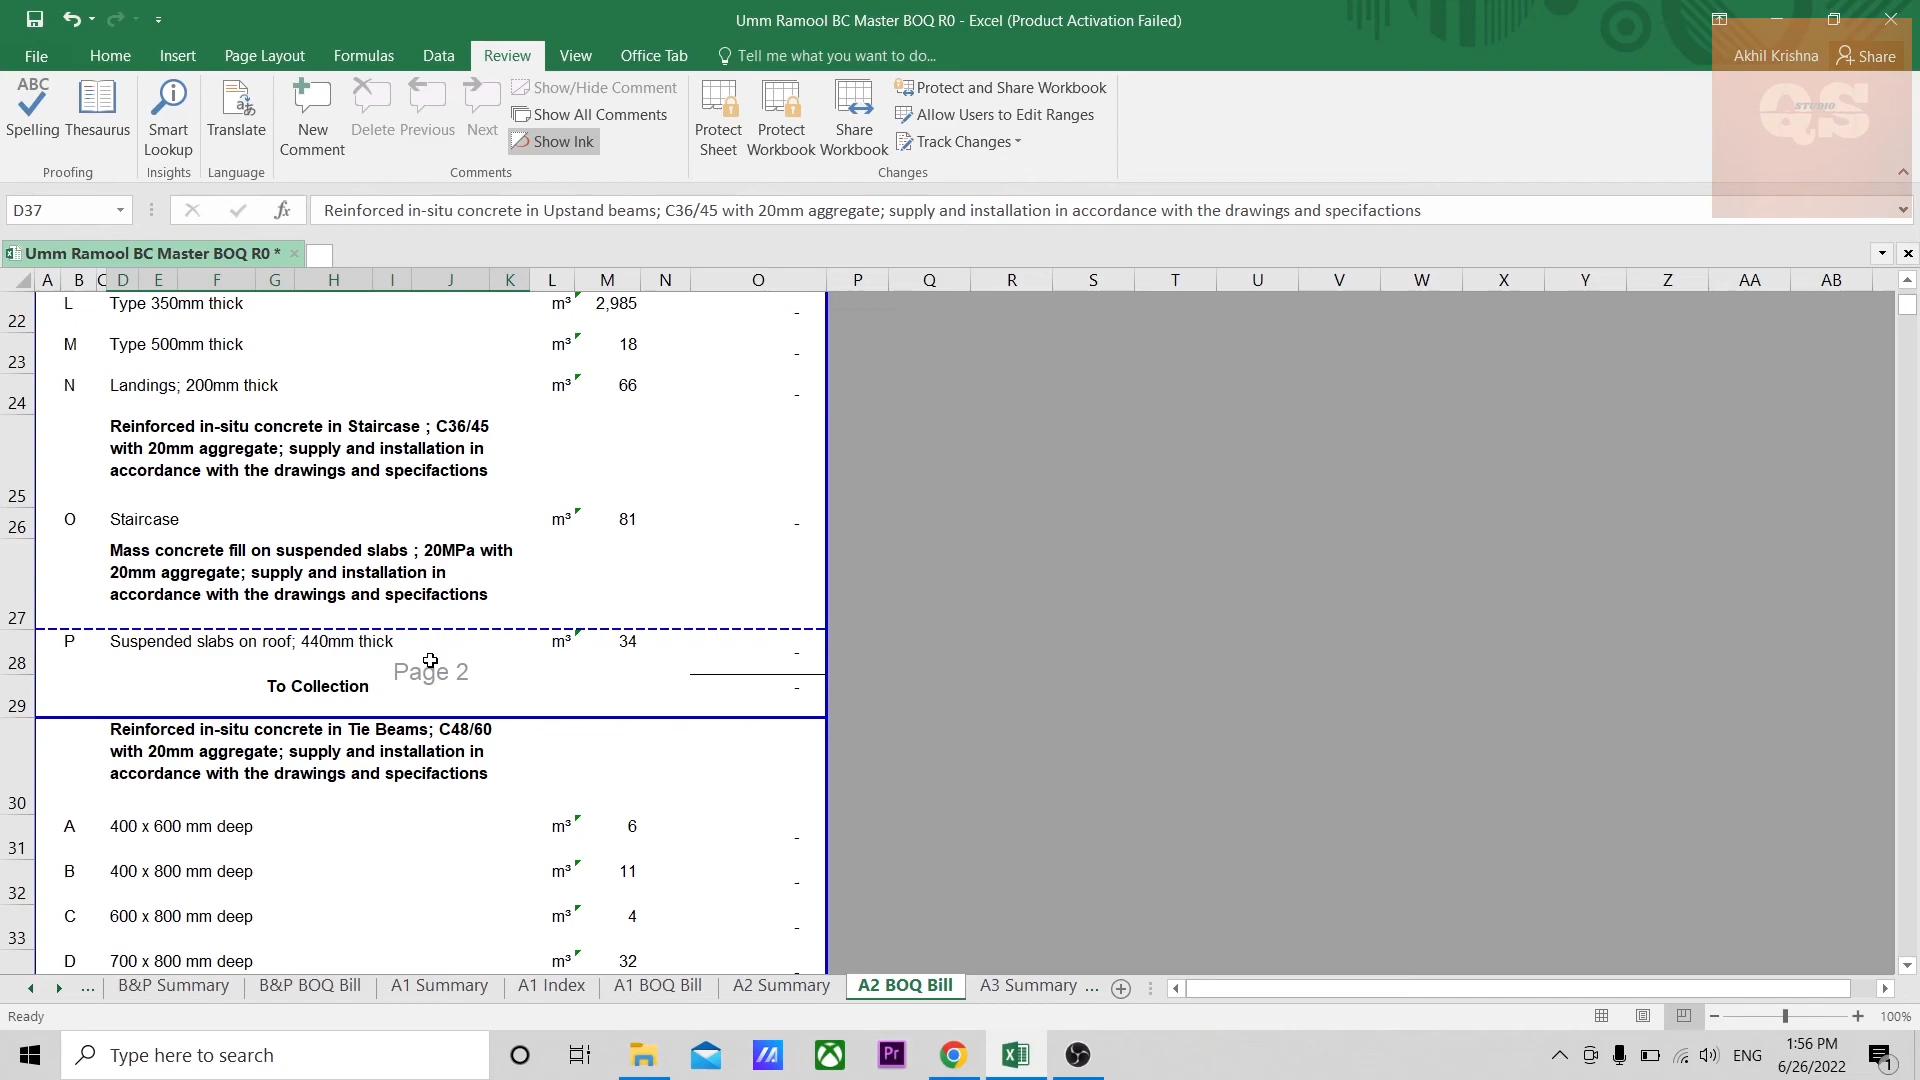 Umm Ramool BC Master BOQ R0 - Excel (Product Activation Failed)
File Home Insert Page Layout Formulas Data Review View Office Tab Tell me what you want to do... Akhil Krishna Share
ABC
Spelling Thesaurus Smart Lookup Translate New Comment Delete Previous Next Protect Sheet Protect Workbook Share Workbook
Show/Hide Comment
Show All Comments
Show Ink
Protect and Share Workbook
Allow Users to Edit Ranges
Track Changes
STUDIO
QS
Proofing Insights Language Comments Changes
D37 fx Reinforced in-situ concrete in Upstand beams; C36/45 with 20mm aggregate; supply and installation in accordance with the drawings and specifactions
Umm Ramool BC Master BOQ R0 *
A B C D E F G H I J K L M N O P Q R S T U V W X Y Z AA AB
22 L Type 350mm thick m³ 2,985 -
23 M Type 500mm thick m³ 18 -
24 N Landings; 200mm thick m³ 66 -
Reinforced in-situ concrete in Staircase ; C36/45
with 20mm aggregate; supply and installation in
accordance with the drawings and specifactions
25
26 O Staircase m³ 81 -
Mass concrete fill on suspended slabs ; 20MPa with
20mm aggregate; supply and installation in
accordance with the drawings and specifactions
27
28 P Suspended slabs on roof; 440mm thick m³ 34 -
Page 2
29 To Collection -
Reinforced in-situ concrete in Tie Beams; C48/60
with 20mm aggregate; supply and installation in
accordance with the drawings and specifactions
30
31 A 400 x 600 mm deep m³ 6 -
32 B 400 x 800 mm deep m³ 11 -
33 C 600 x 800 mm deep m³ 4 -
D 700 x 800 mm deep m³ 32 -
... B&P Summary B&P BOQ Bill A1 Summary A1 Index A1 BOQ Bill A2 Summary A2 BOQ Bill A3 Summary ...
Ready 100%
Type here to search Pr ENG 1:56 PM
6/26/2022 1